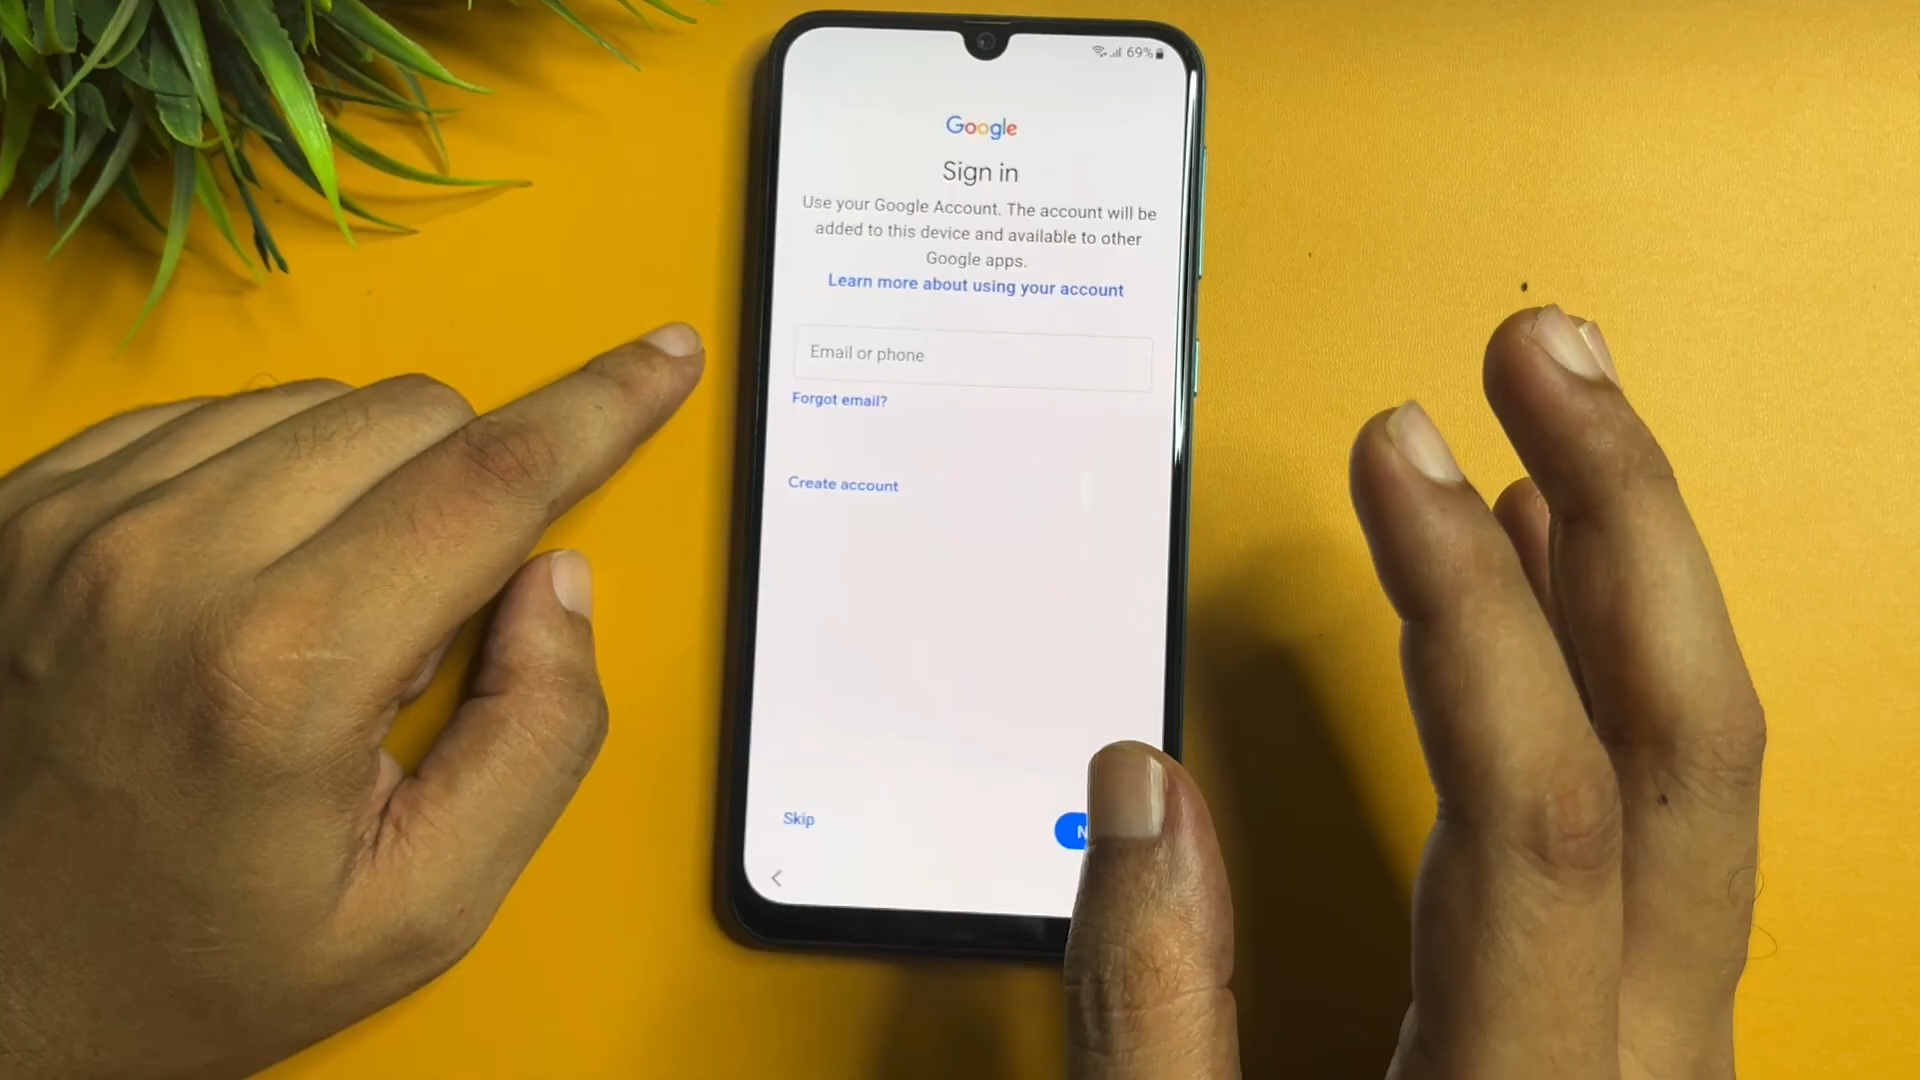 69%
Google
Sign in
Use your Google Account. The account will be
added to this device and available to other
Google apps.
Learn more about using your account
Email or phone
Forgot email?
Create account
Skip